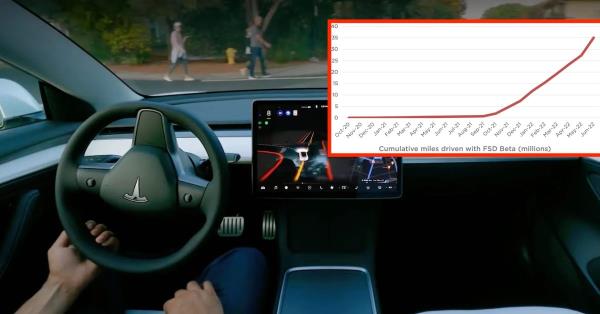 40
35
30
25
20
15
10
5
0
Oct-20
Nov-20
Dec-20
Jan-21
Feb-21
Mar-21
Apr-21
May-21
Jun-21
Jul-21
Aug-21
Sep-21
Oct-21
Nov-21
Dec-21
Jan-22
Feb-22
Mar-22
Apr-22
May-22
Jun-22
Cumulative miles driven with FSD Beta (millions)